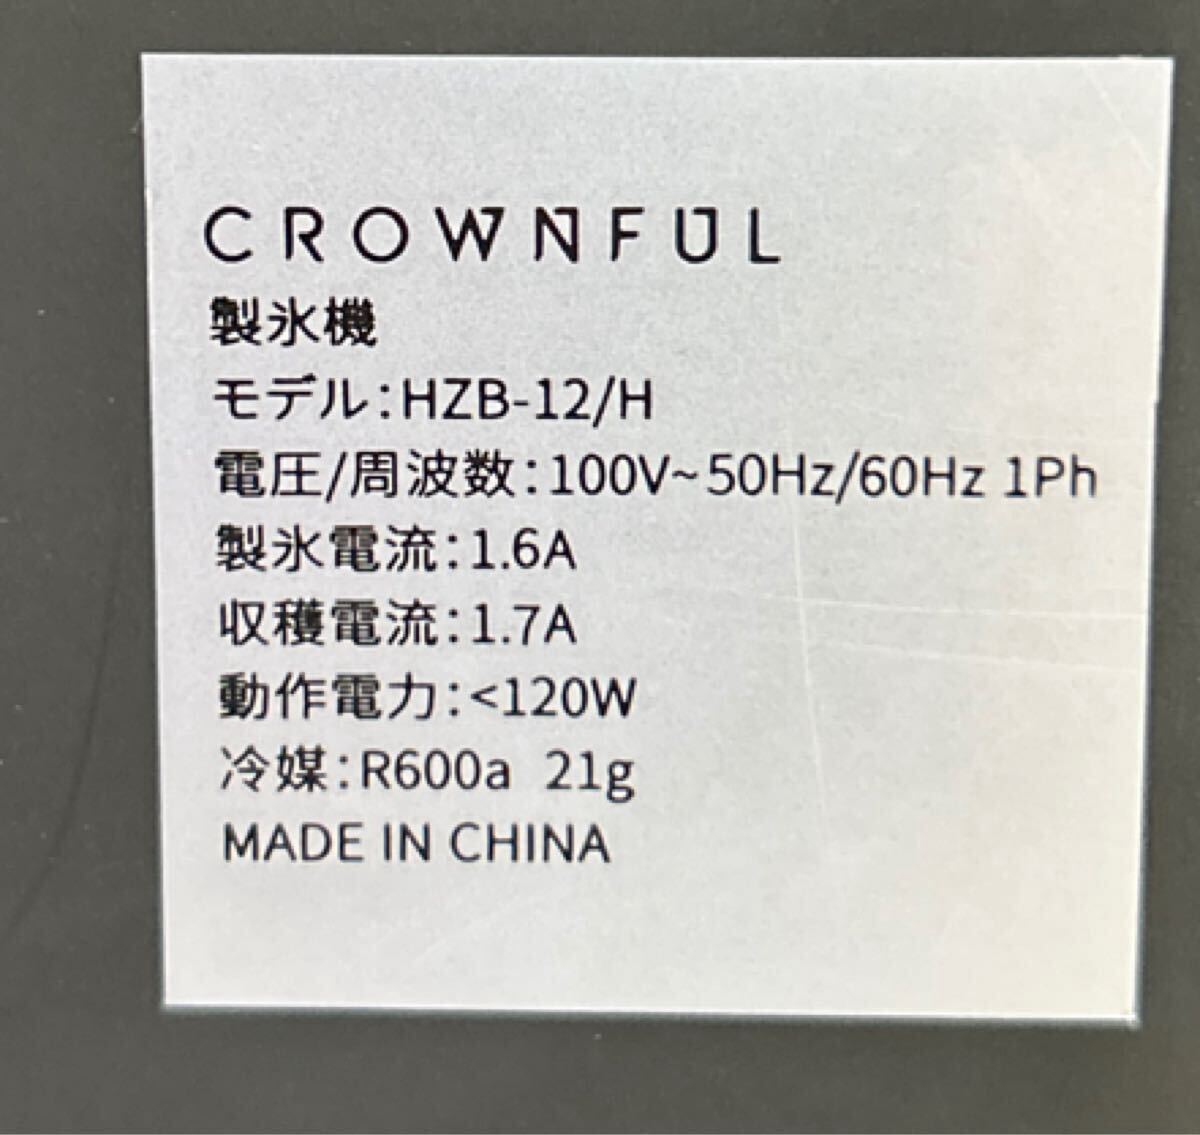 CROWNFUL
製氷機
モデル:HZB-12/H
電圧/周波数:100V~50Hz/60Hz 1Ph
製氷電流:1.6A
収穫電流:1.7A
動作電力:<120W
冷媒:R600a 21g
MADE IN CHINA